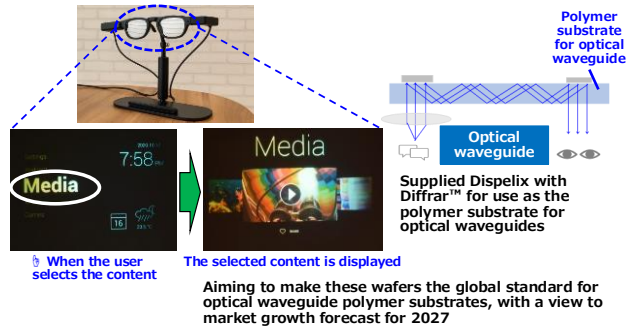 Polymer
substrate
for optical
waveguide
Optical
waveguide
Supplied Dispelix with
Diffrar™ for use as the
polymer substrate for
optical waveguides
7:58
Media
16
When the user
selects the content
Media
The selected content is displayed
Aiming to make these wafers the global standard for
optical waveguide polymer substrates, with a view to
market growth forecast for 2027